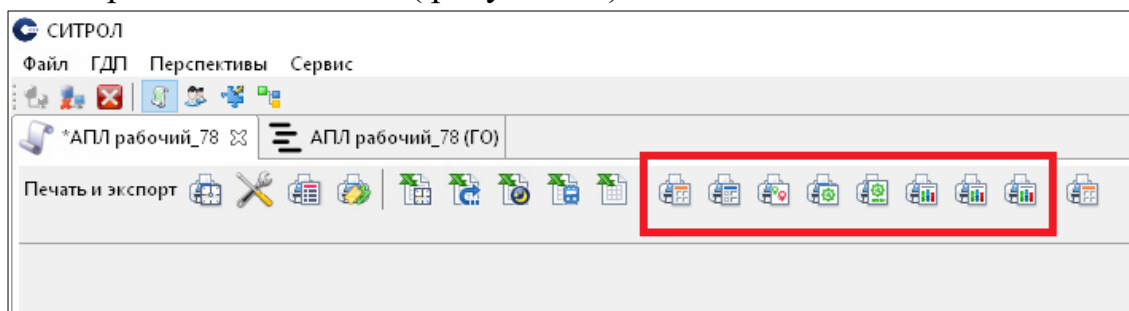 СИТРОЛ
Файл ГДП Перспективы Сервис
*АПЛ рабочий_78 АПЛ рабочий_78 (ГО)
Печать и экспорт